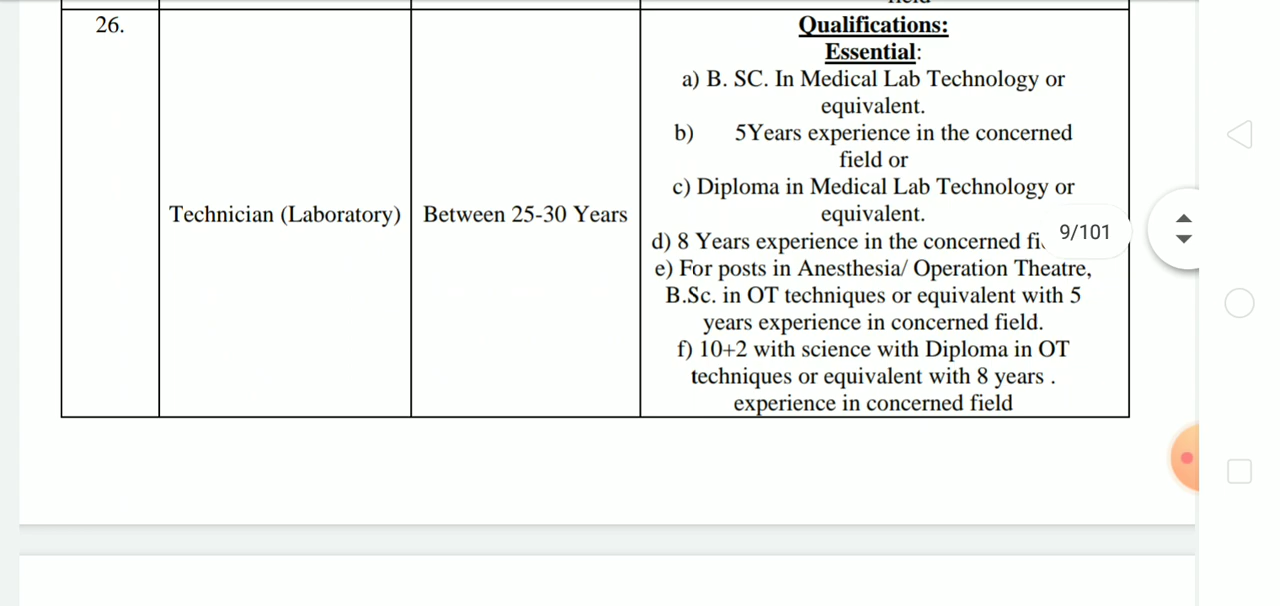 26.
Technician (Laboratory)
Between 25-30 Years
Qualifications:
Essential:
a) B. SC. In Medical Lab Technology or
equivalent.
b) 5Years experience in the concerned
field or
c) Diploma in Medical Lab Technology or
equivalent.
d) 8 Years experience in the concerned
e) For posts in Anesthesia/ Operation Theatre,
B.Sc. in OT techniques or equivalent with 5
years experience in concerned field.
f) 10+2 with science with Diploma in OT
techniques or equivalent with 8 years .
experience in concerned field
9/101